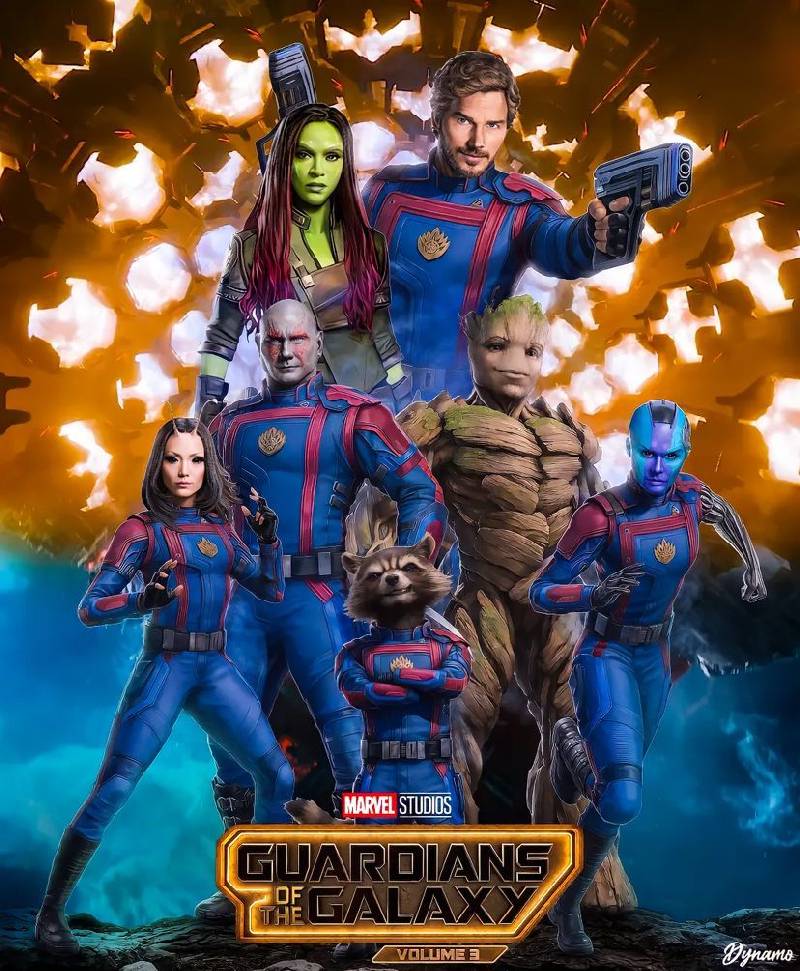 MARVEL STUDIOS
GUARDIANS
OF THE GALAXY
VOLUME 3
Dynamo